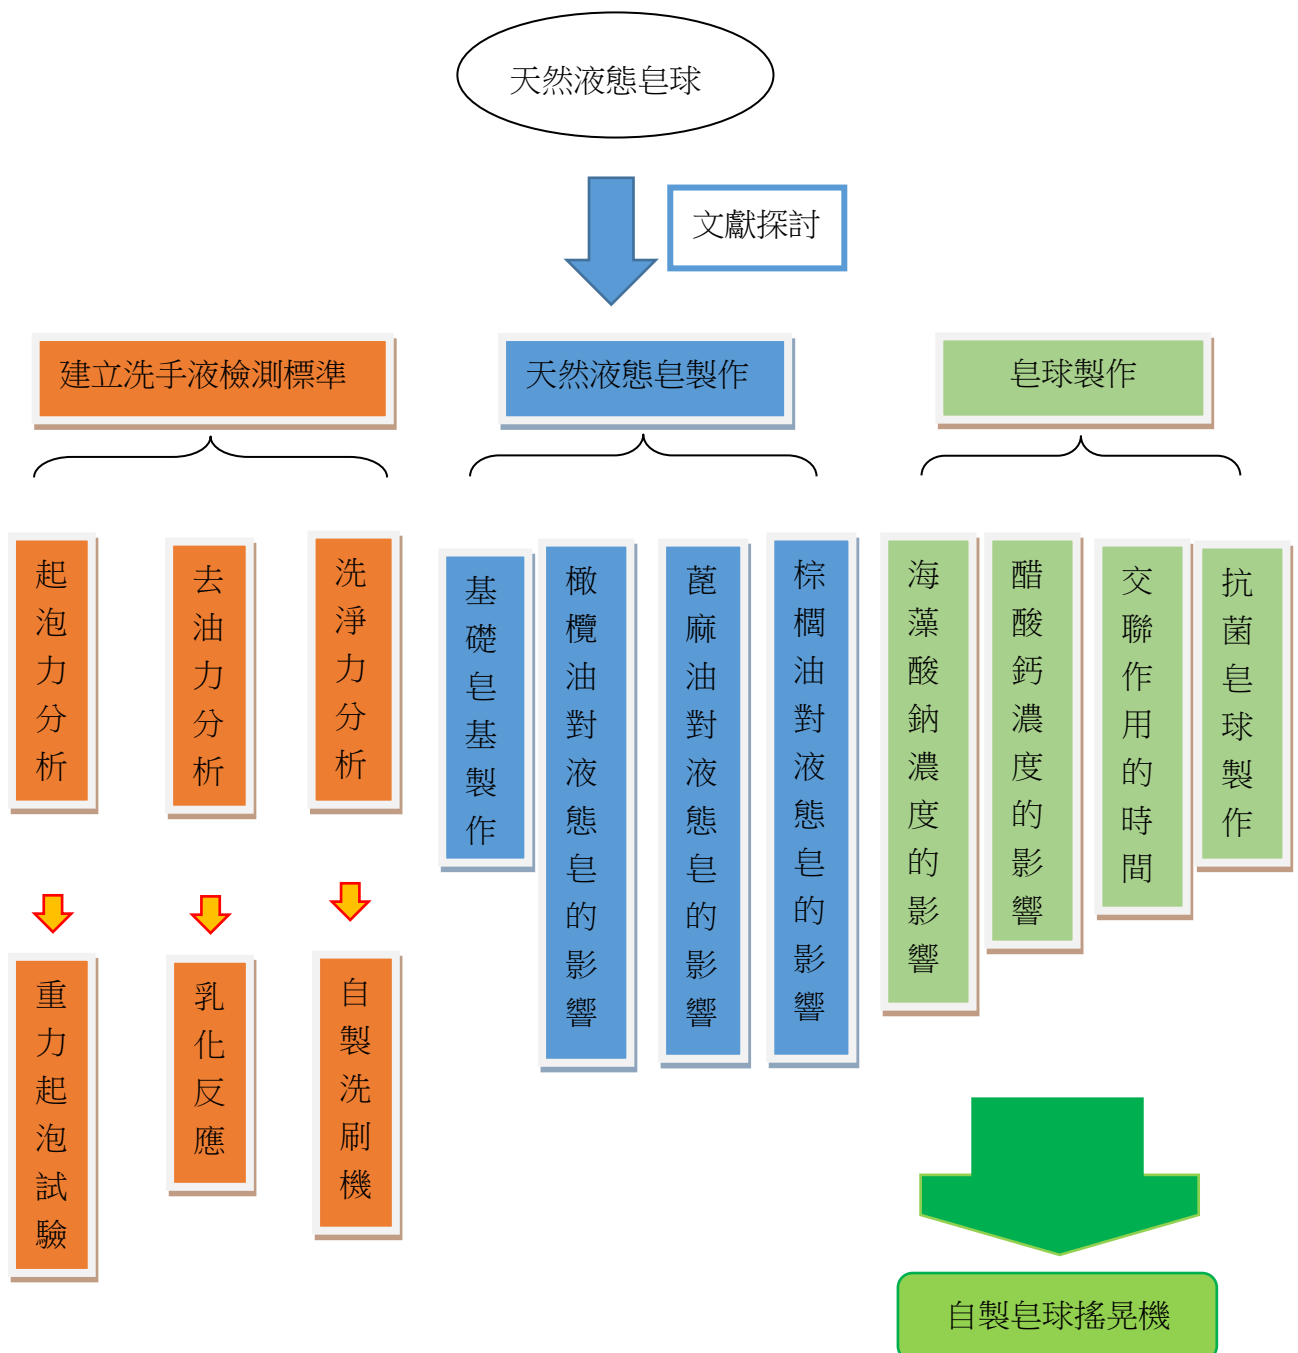 天然液態皂球
文獻探討
建立洗手液檢測標準
天然液態皂製作
皂球製作
起泡力分析
去油力分析
洗淨力分析
基礎皂基製作
橄欖油對液態皂的影響
蓖麻油對液態皂的影響
棕櫚油對液態皂的影響
海藻酸鈉濃度的影響
醋酸鈣濃度的影響
交聯作用的時間
抗菌皂球製作
重力起泡試驗
乳化反應
自製洗刷機
自製皂球搖晃機